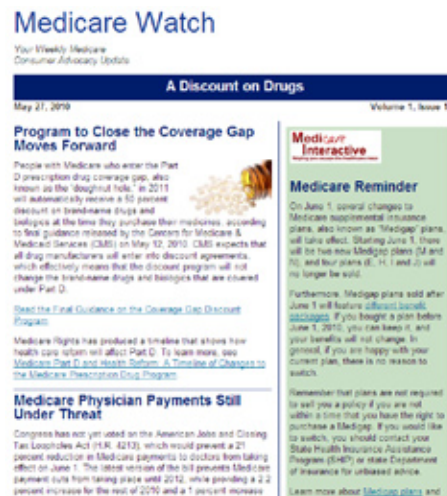 Medicare Watch
Your Weekly Medicare
Consumer Advocacy Update
A Discount on Drugs
May 27, 2010
Volume 1, Issue 1
Program to Close the Coverage Gap
Moves Forward
People with Medicare who enter the Part
D prescription drug coverage gap, also
known as the "doughnut hole," in 2011
will automatically receive a 50 percent
discount on brand-name drugs and
biologics at the time they purchase their medicines, according
to final guidance released by the Centers for Medicare &
Medicaid Services (CMS) on May 12, 2010. CMS expects that
all drug manufacturers will enter into discount agreements,
which effectively means that the discount program will not
change the brand-name drugs and biologics that are covered
under Part D.
Read the Final Guidance on the Coverage Gap Discount
Program.
Medicare Rights has produced a timeline that shows how
health care reform will affect Part D. To learn more, see
Medicare Part D and Health Reform: A Timeline of Changes to
the Medicare Prescription Drug Program.
Medicare Physician Payments Still
Under Threat
Congress has not yet voted on the American Jobs and Closing
Tax Loopholes Act (H.R. 4213), which would prevent a 21
percent reduction in Medicare payments to doctors from taking
effect on June 1. The latest version of the bill prevents Medicare
payment cuts from taking place until 2012, while providing a 2.2
percent increase for the rest of 2010 and a 1 percent increase
Medicare
Interactive
Medicare Reminder
On June 1, several changes to
Medicare supplemental insurance
plans, also known as "Medigap" plans,
will take effect. Starting June 1, there
will be two new Medigap plans (M and
N), and four plans (E, H, I and J) will
no longer be sold.
Furthermore, Medigap plans sold after
June 1 will feature different benefit
packages. If you bought a plan before
June 1, 2010, you can keep it, and
your benefits will not change. In
general, if you are happy with your
current plan, there is no reason to
switch.
Remember that plans are not required
to sell you a policy if you are not
within a time that you have the right to
purchase a Medigap. If you would like
to switch, you should contact your
State Health Insurance Assistance
Program (SHIP) or state Department
of Insurance for unbiased advice.
Learn more about Medigap plans and